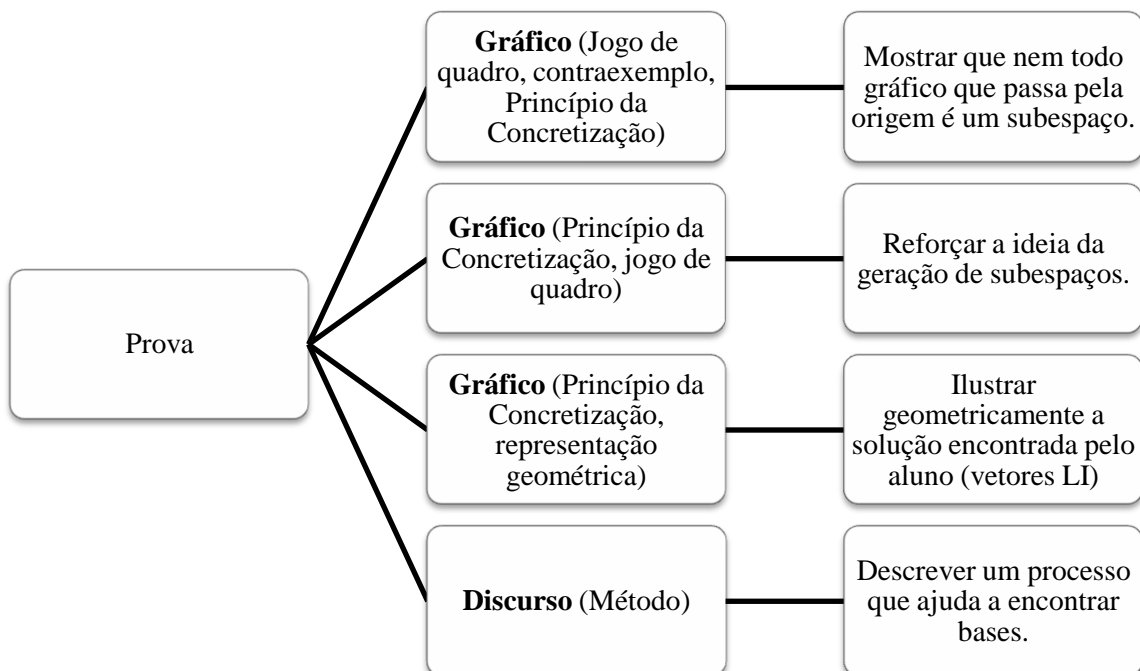 Prova
Gráfico (Jogo de
quadro, contraexemplo,
Princípio da
Concretização)
Mostrar que nem todo
gráfico que passa pela
origem é um subespaço.
Gráfico (Princípio da
Concretização, jogo de
quadro)
Reforçar a ideia da
geração de subespaços.
Gráfico (Princípio da
Concretização,
representação
geométrica)
Ilustrar
geometricamente a
solução encontrada pelo
aluno (vetores LI)
Discurso (Método)
Descrever um processo
que ajuda a encontrar
bases.